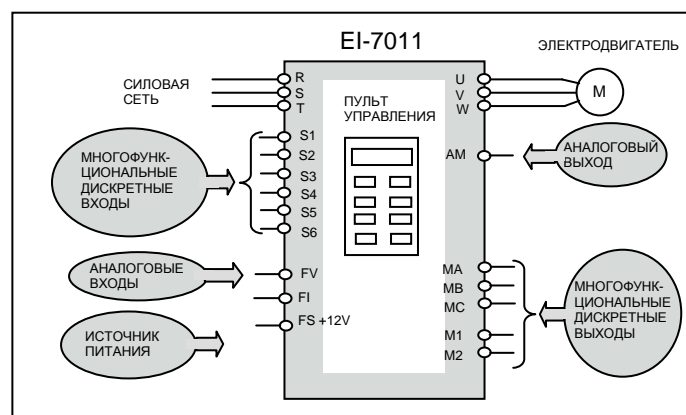 EI-7011
ЭЛЕКТРОДВИГАТЕЛЬ
СИЛОВАЯ
СЕТЬ
R
S
T
ПУЛЬТ
УПРАВЛЕНИЯ
U
V
W
М
МНОГОФУНК-
ЦИОНАЛЬНЫЕ
ДИСКРЕТНЫЕ
ВХОДЫ
S1
S2
S3
S4
S5
S6
AM
АНАЛОГОВЫЙ
ВЫХОД
АНАЛОГОВЫЕ
ВХОДЫ
FV
FI
ИСТОЧНИК
ПИТАНИЯ
FS +12V
MA
MB
MC
M1
M2
МНОГОФУНК-
ЦИОНАЛЬНЫЕ
ДИСКРЕТНЫЕ
ВЫХОДЫ